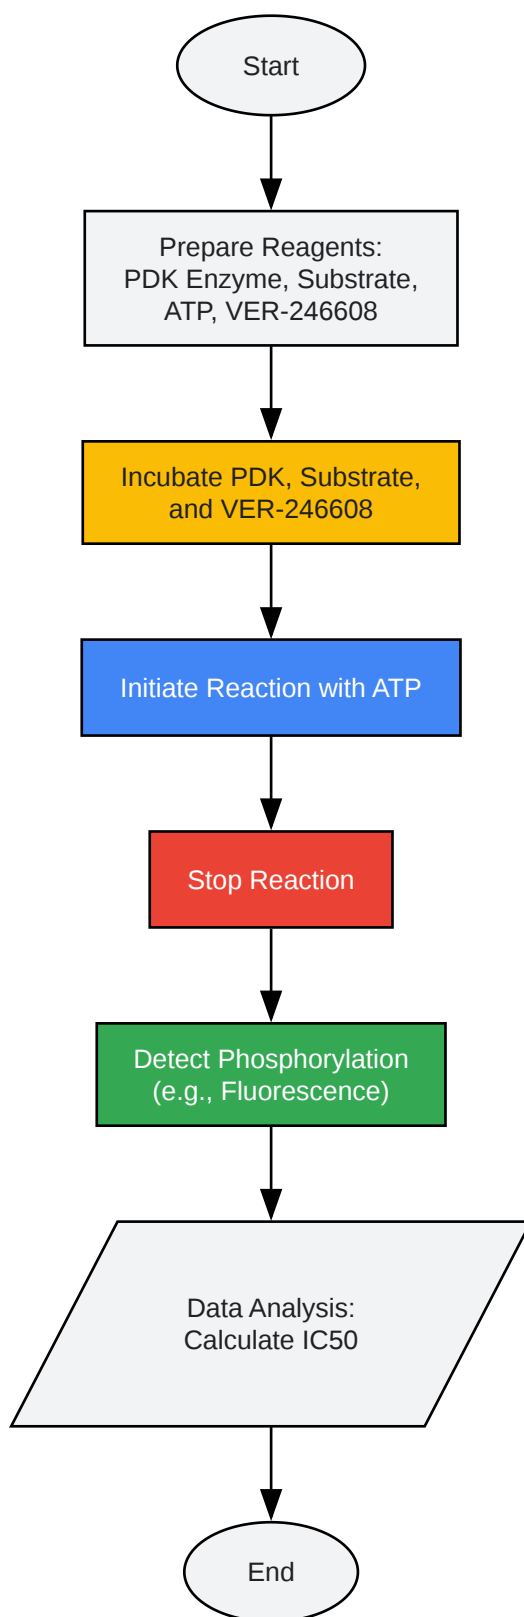 Start
Prepare Reagents:
PDK Enzyme, Substrate,
ATP, VER-246608
Incubate PDK, Substrate,
and VER-246608
Initiate Reaction with ATP
Stop Reaction
Detect Phosphorylation
(e.g., Fluorescence)
Data Analysis:
Calculate IC50
End